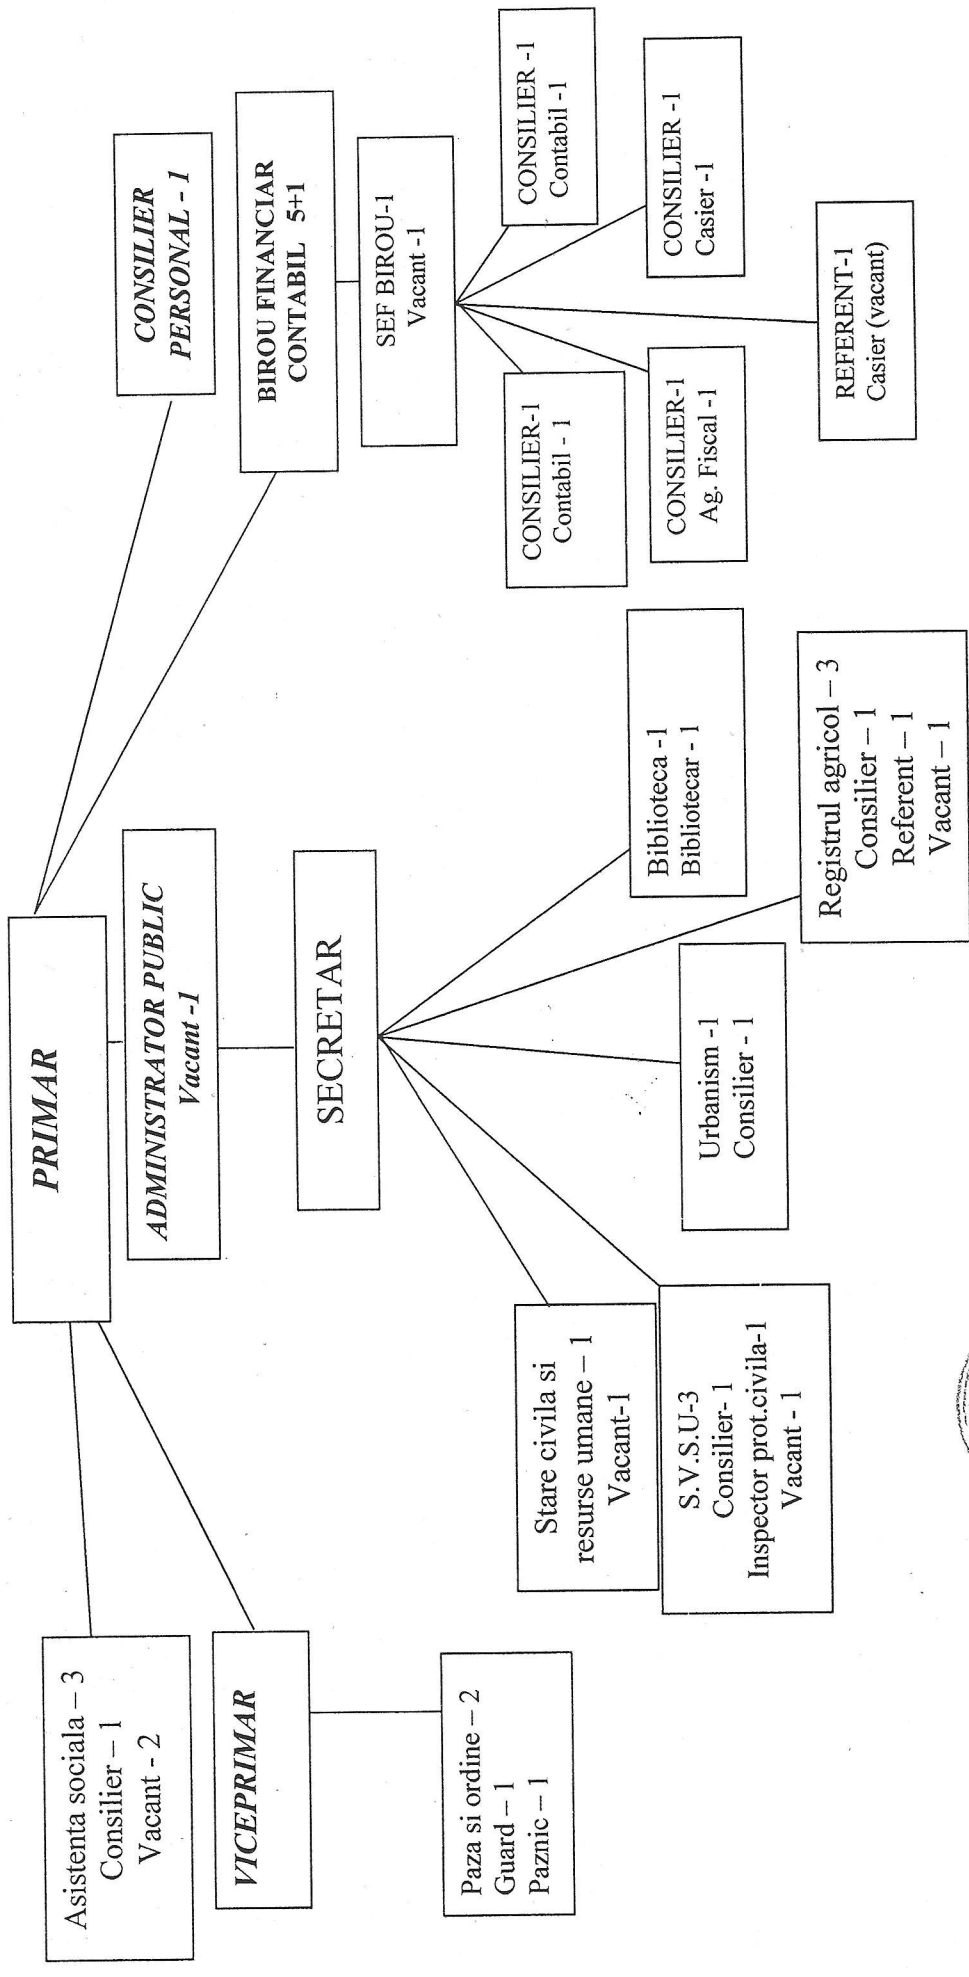 PRIMAR
ADMINISTRATOR PUBLIC
Vacant -1
SECRETAR
Asistenta sociala – 3
Consilier – 1
Vacant - 2
VICEPRIMAR
Paza si ordine – 2
Guard – 1
Paznic – 1
Stare civila si
resurse umane – 1
Vacant-1
S.V.S.U-3
Consilier- 1
Inspector prot.civila-1
Vacant - 1
Urbanism -1
Consilier - 1
Biblioteca -1
Bibliotecar - 1
Registrul agricol – 3
Consilier – 1
Referent – 1
Vacant – 1
CONSILIER
PERSONAL - 1
BIROU FINANCIAR
CONTABIL 5+1
SEF BIROU-1
Vacant -1
CONSILIER-1
Contabil - 1
CONSILIER -1
Contabil -1
CONSILIER-1
Ag. Fiscal -1
CONSILIER -1
Casier -1
REFERENT-1
Casier (vacant)